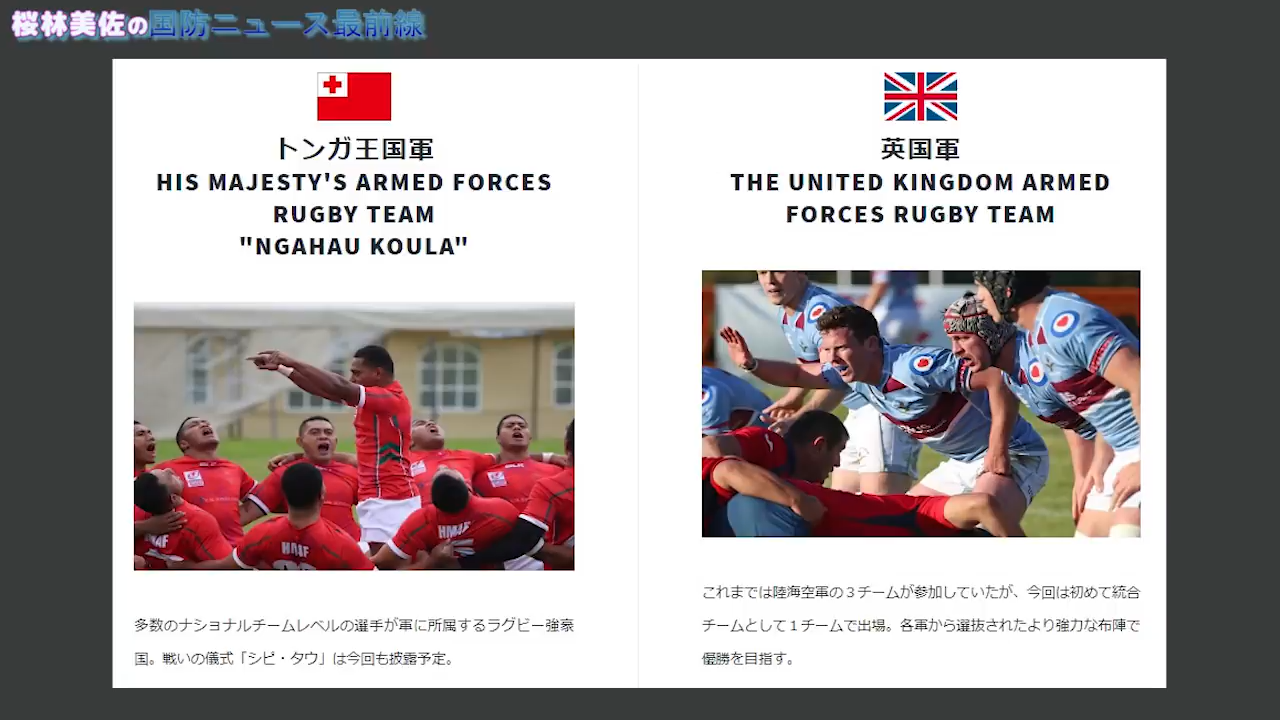 桜林美佐の国防ニュース最前線
トンガ王国軍
HIS MAJESTY'S ARMED FORCES
RUGBY TEAM
"NGAHAU KOULA"
HMAF
HMAF
多数のナショナルチームレベルの選手が軍に所属するラグビー強豪
国。戦いの儀式「シピ・タウ」は今回も披露予定。
英国軍
THE UNITED KINGDOM ARMED
FORCES RUGBY TEAM
これまでは陸海空軍の３チームが参加していたが、今回は初めて統合
チームとして１チームで出場。各軍から選抜されたより強力な布陣で
優勝を目指す。